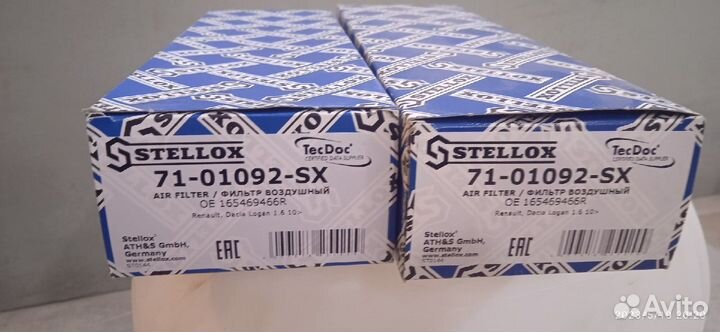 STELLOX
TecDoc
CERTIFIED DATA SUPPLIER
71-01092-SX
AIR FILTER / ФИЛЬТР ВОЗДУШНЫЙ
OE 165469466R
Renault, Dacia Logan 1.6 10>
Stellox
ATH&S GmbH,
Germany
www.stellox.com
ST0144
EAC
STELLOX
TecDoc
CERTIFIED DATA SUPPLIER
71-01092-SX
AIR FILTER / ФИЛЬТР ВОЗДУШНЫЙ
OE 165469466R
Renault, Dacia Logan 1.6 10>
Stellox
ATH&S GmbH,
Germany
www.stellox.com
ST0144
EAC
Avito